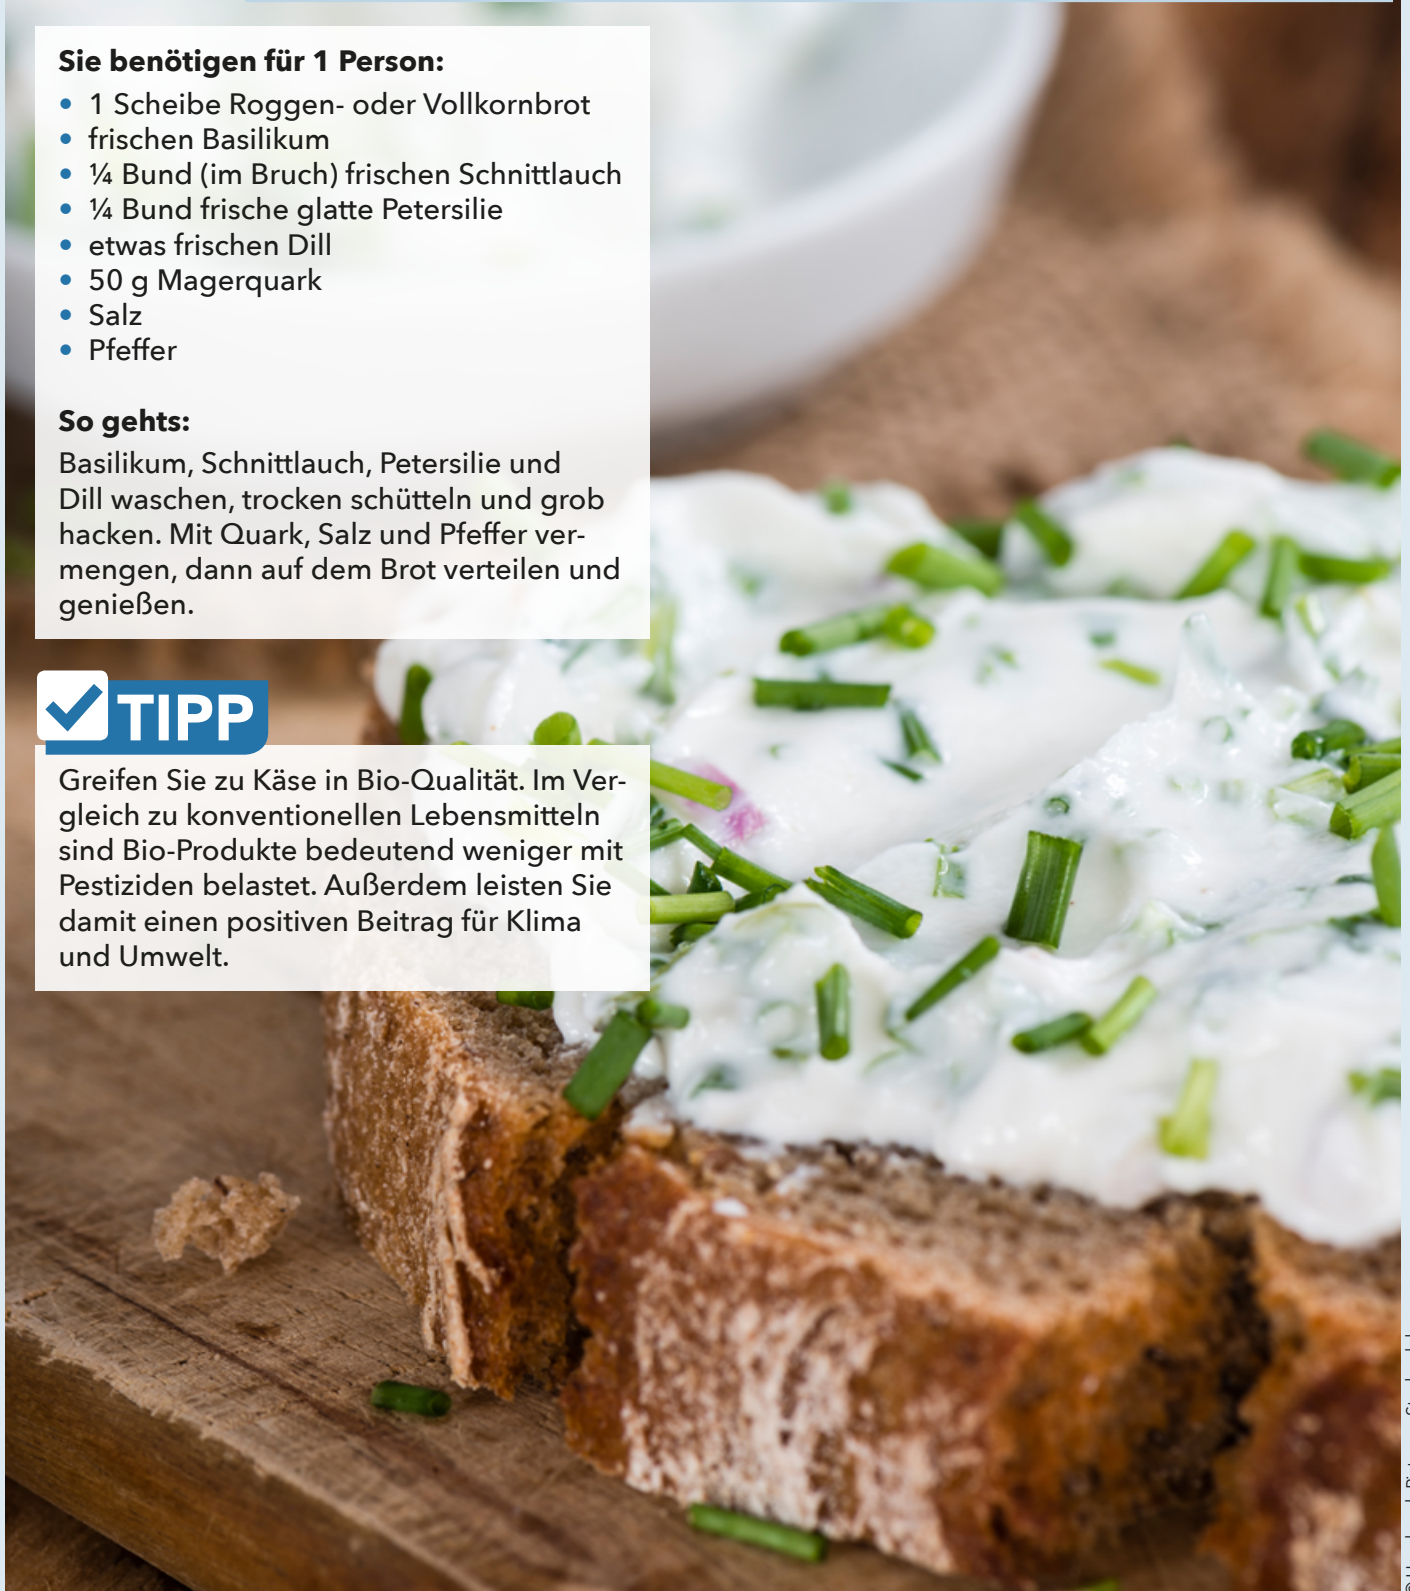 Sie benötigen für 1 Person:
• 1 Scheibe Roggen- oder Vollkornbrot
• frischen Basilikum
• ¼ Bund (im Bruch) frischen Schnittlauch
• ¼ Bund frische glatte Petersilie
• etwas frischen Dill
• 50 g Magerquark
• Salz
• Pfeffer
So gehts:
Basilikum, Schnittlauch, Petersilie und
Dill waschen, trocken schütteln und grob
hacken. Mit Quark, Salz und Pfeffer ver-
mengen, dann auf dem Brot verteilen und
genießen.
TIPP
Greifen Sie zu Käse in Bio-Qualität. Im Ver-
gleich zu konventionellen Lebensmitteln
sind Bio-Produkte bedeutend weniger mit
Pestiziden belastet. Außerdem leisten Sie
damit einen positiven Beitrag für Klima
und Umwelt.